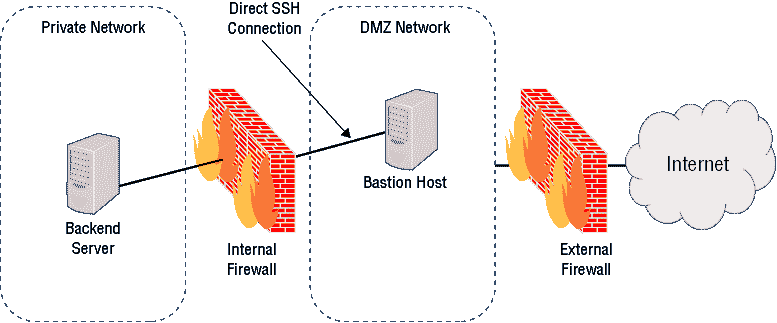 Direct SSH
Connection
Private Network
DMZ Network
Bastion Host
Internet
Backend
Server
Internal
Firewall
External
Firewall